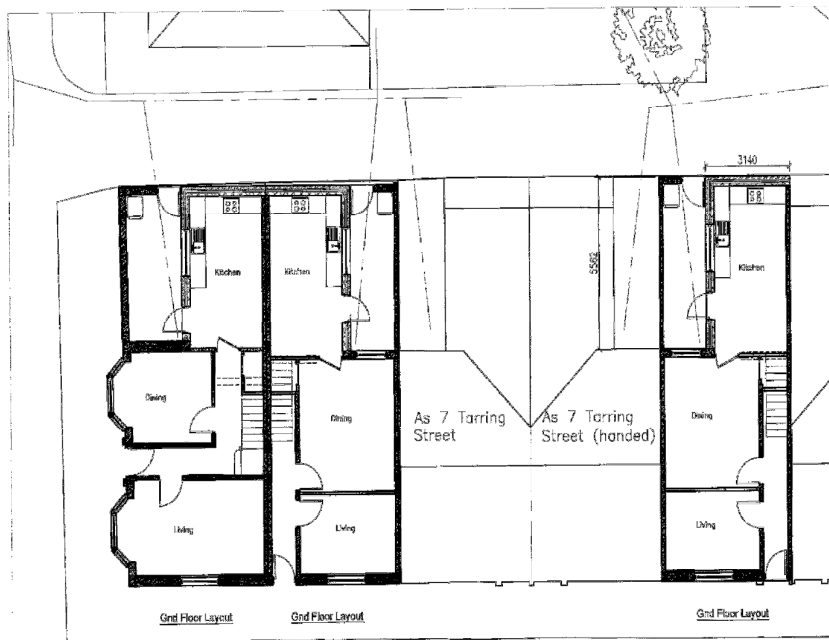 3140
5562
Kitchen
Kitchen
Kitchen
Dining
Dining
Dining
As 7 Tarring
Street
As 7 Tarring
Street (handed)
Living
Living
Living
Gnd Floor Layout
Gnd Floor Layout
Gnd Floor Layout